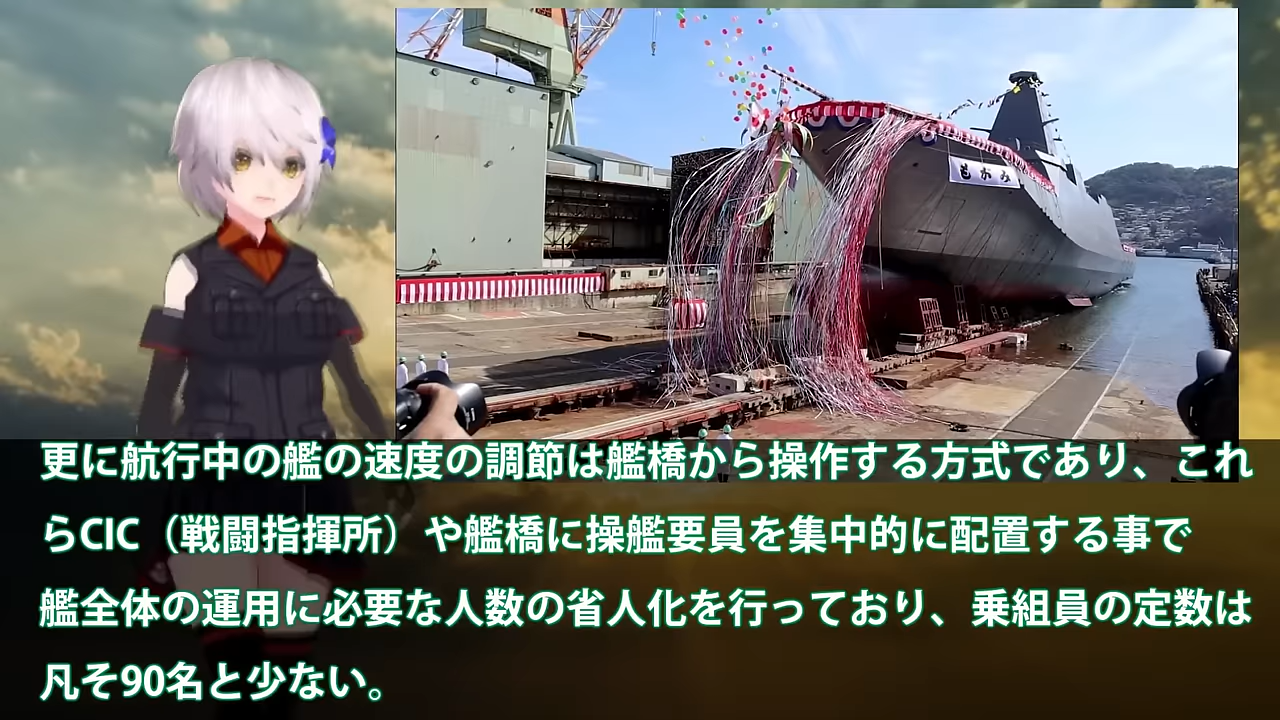 もがみ
更に航行中の艦の速度の調節は艦橋から操作する方式であり、これ
らCIC（戦闘指揮所）や艦橋に操艦要員を集中的に配置する事で
艦全体の運用に必要な人数の省人化を行っており、乗組員の定数は
凡そ90名と少ない。